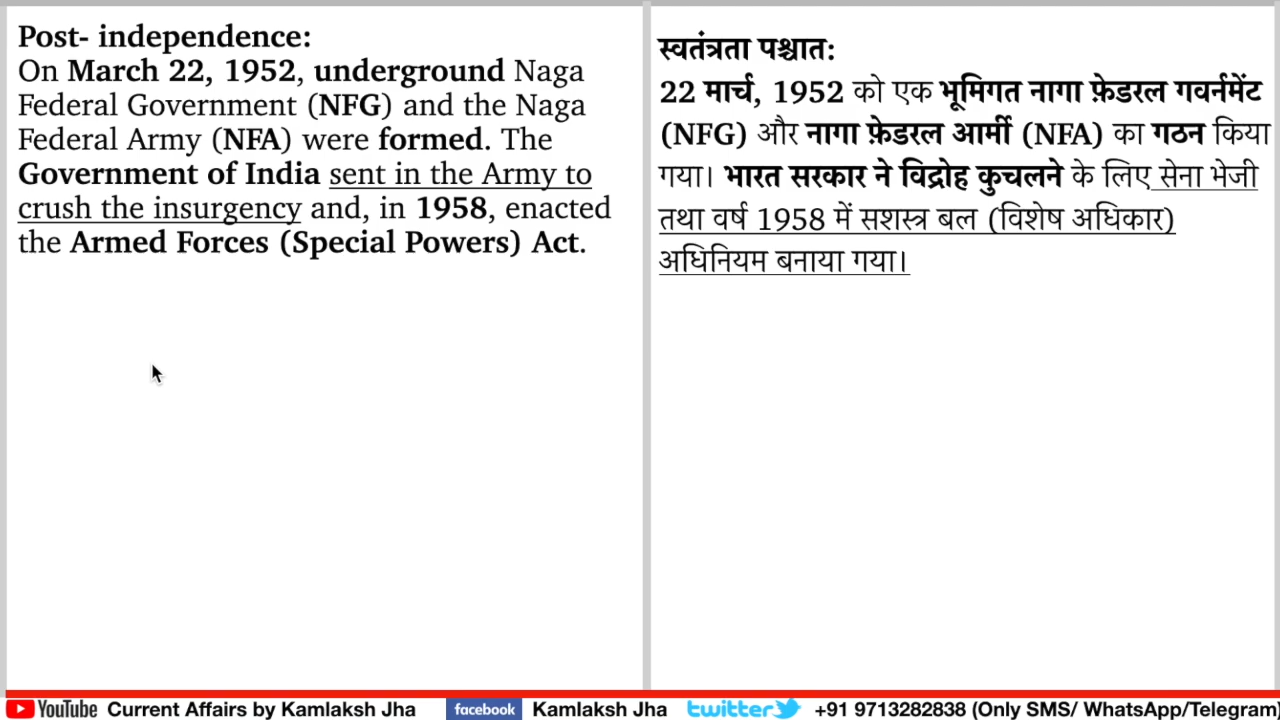 Post- independence:
On March 22, 1952, underground Naga
Federal Government (NFG) and the Naga
Federal Army (NFA) were formed. The
Government of India sent in the Army to
crush the insurgency and, in 1958, enacted
the Armed Forces (Special Powers) Act.
स्वतंत्रता पश्चात:
22 मार्च, 1952 को एक भूमिगत नागा फ़ेडरल गवर्नमेंट
(NFG) और नागा फ़ेडरल आर्मी (NFA) का गठन किया
गया। भारत सरकार ने विद्रोह कुचलने के लिए सेना भेजी
तथा वर्ष 1958 में सशस्त्र बल (विशेष अधिकार)
अधिनियम बनाया गया।
YouTube Current Affairs by Kamlaksh Jha facebook Kamlaksh Jha twitter +91 9713282838 (Only SMS/ WhatsApp/Telegram)